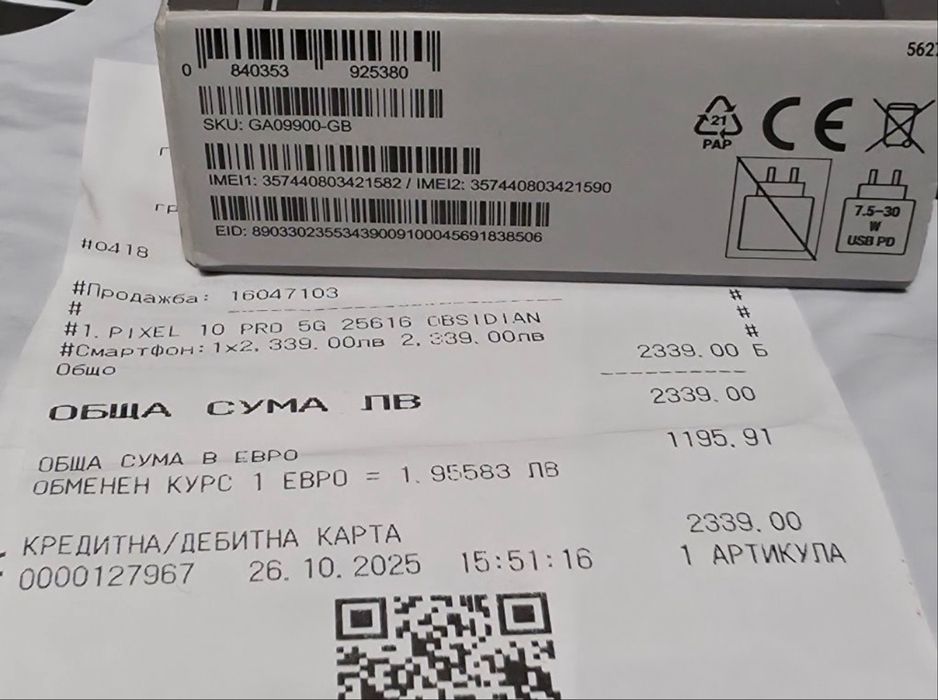 0 840353 925380
5627
SKU: GA09900-GB
21
PAP
CE
IMEI1: 357440803421582 / IMEI2: 357440803421590
EID: 89033023553439009100045691838506
7.5-30
W
USB PD
гр
#0418
#Продажба: 16047103 #
# #
#1. PIXEL 10 PRO 5G 25616 OBSIDIAN #
#Смартфон: 1x2, 339. 00лв 2, 339. 00лв
Общо 2339. 00 Б
ОБЩА СУМА ЛВ 2339. 00
ОБЩА СУМА В ЕВРО 1195. 91
ОБМЕНЕН КУРС 1 ЕВРО = 1. 95583 ЛВ
КРЕДИТНА/ДЕБИТНА КАРТА 2339. 00
0000127967 26. 10. 2025 15:51:16 1 АРТИКУЛА